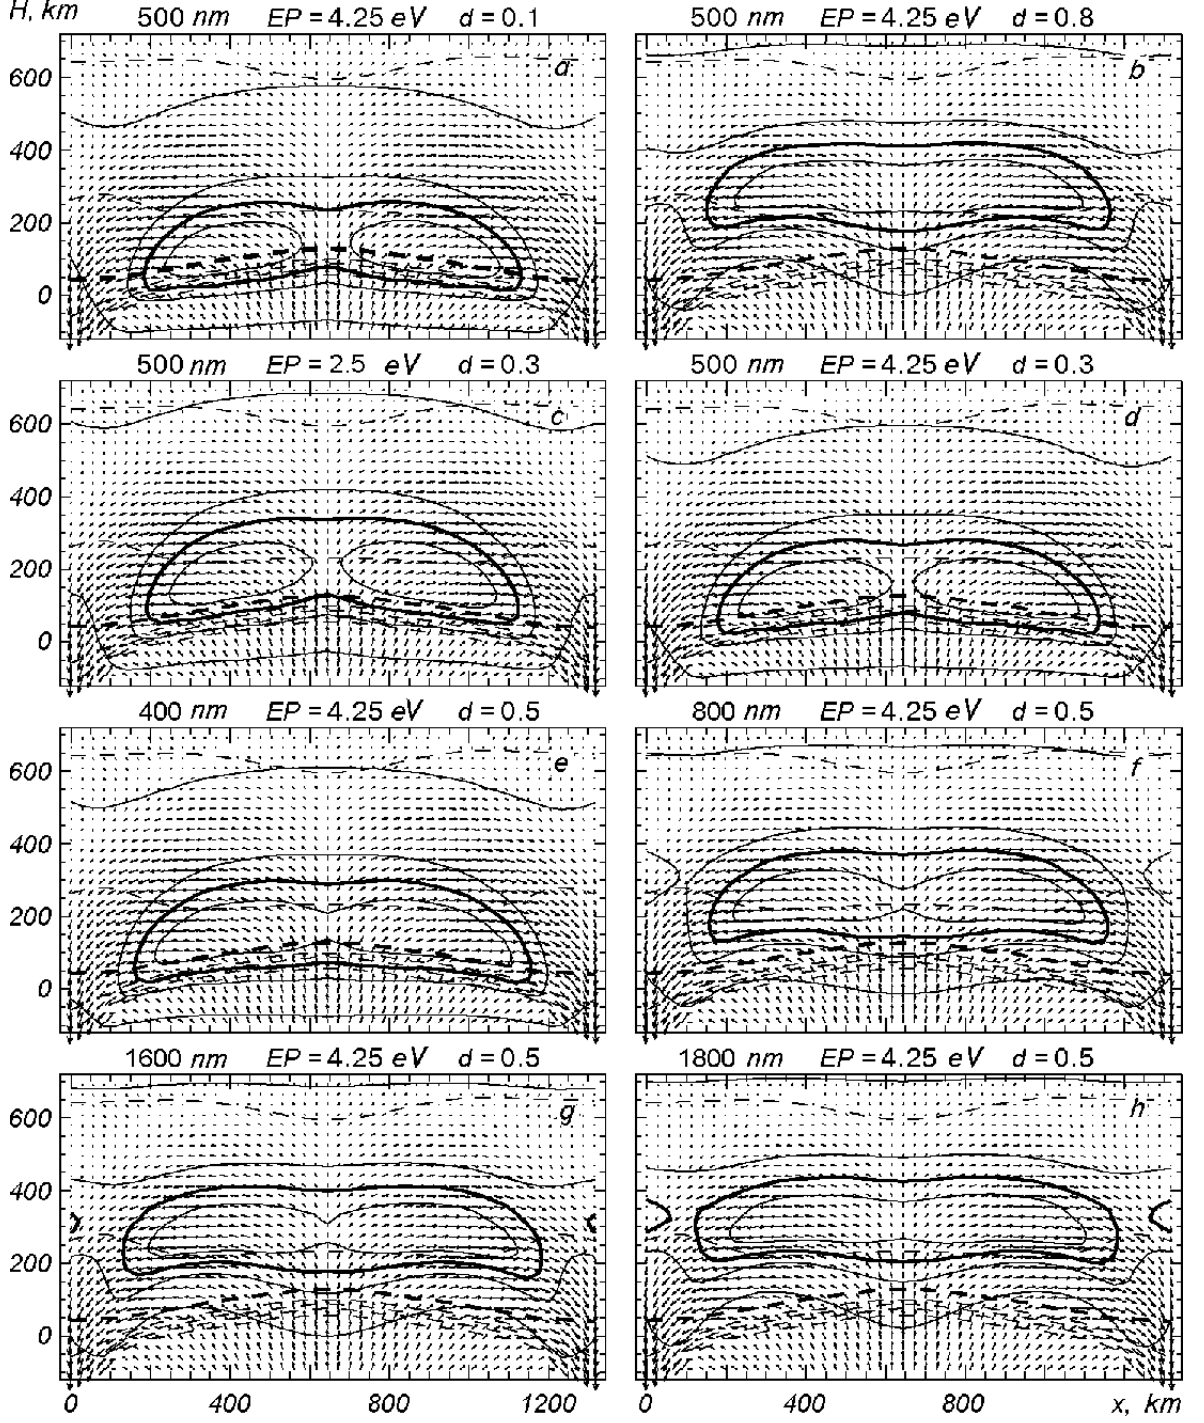 H, km
500 nm EP = 4.25 eV d = 0.1
500 nm EP = 4.25 eV d = 0.8
600
400
200
0
a
b
500 nm EP = 2.5 eV d = 0.3
500 nm EP = 4.25 eV d = 0.3
600
400
200
0
c
d
400 nm EP = 4.25 eV d = 0.5
800 nm EP = 4.25 eV d = 0.5
600
400
200
0
e
f
1600 nm EP = 4.25 eV d = 0.5
1800 nm EP = 4.25 eV d = 0.5
600
400
200
0
g
h
0 400 800 1200 0 400 800 x, km